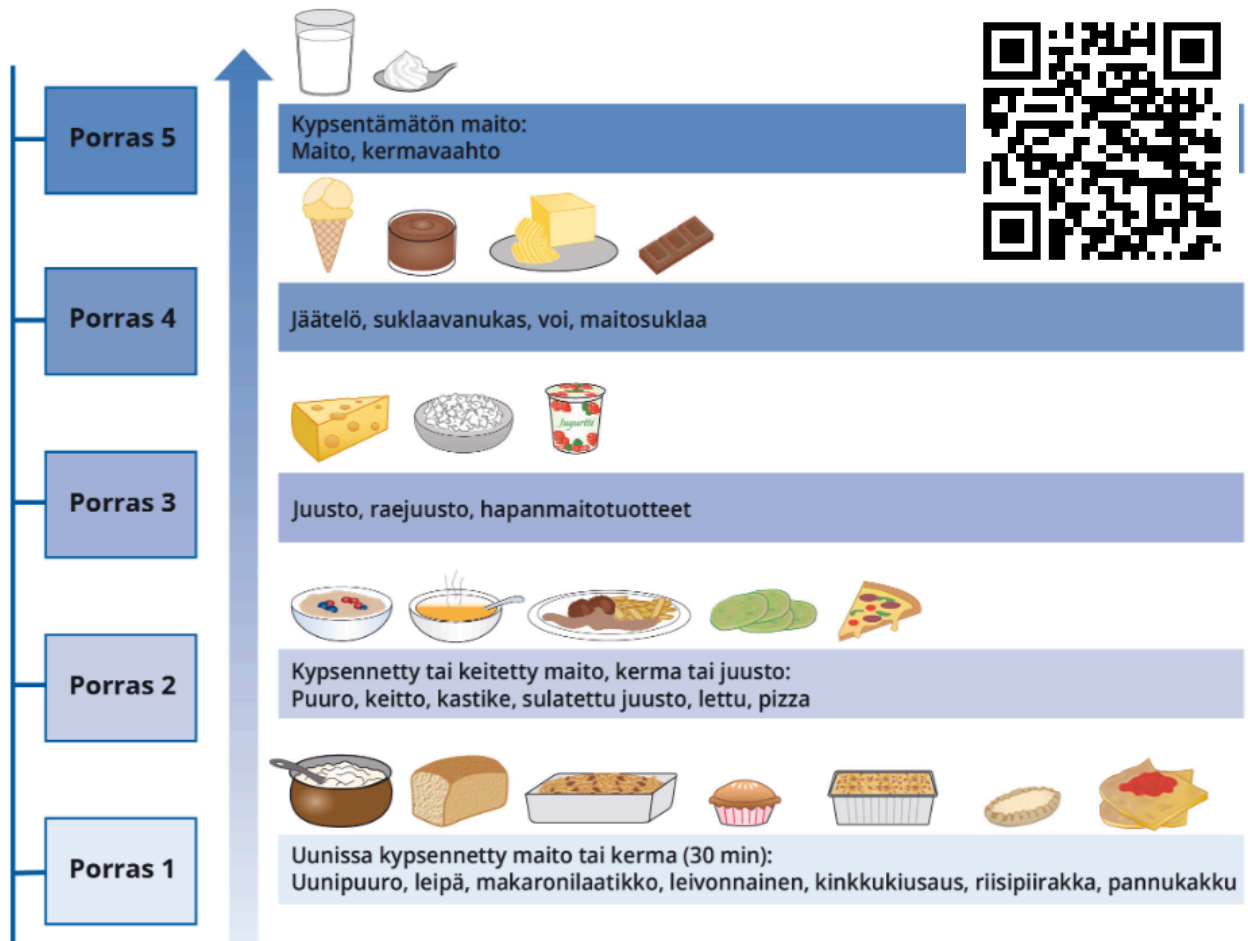 Porras 5
Kypsentämätön maito:
Maito, kermavaahto
Porras 4
Jäätelö, suklaavanukas, voi, maitosuklaa
Jugurtti
Porras 3
Juusto, raejuusto, hapanmaitotuotteet
Porras 2
Kypsennetty tai keitetty maito, kerma tai juusto:
Puuro, keitto, kastike, sulatettu juusto, lettu, pizza
Porras 1
Uunissa kypsennetty maito tai kerma (30 min):
Uunipuuro, leipä, makaronilaatikko, leivonnainen, kinkkukiusaus, riisipiirakka, pannukakku